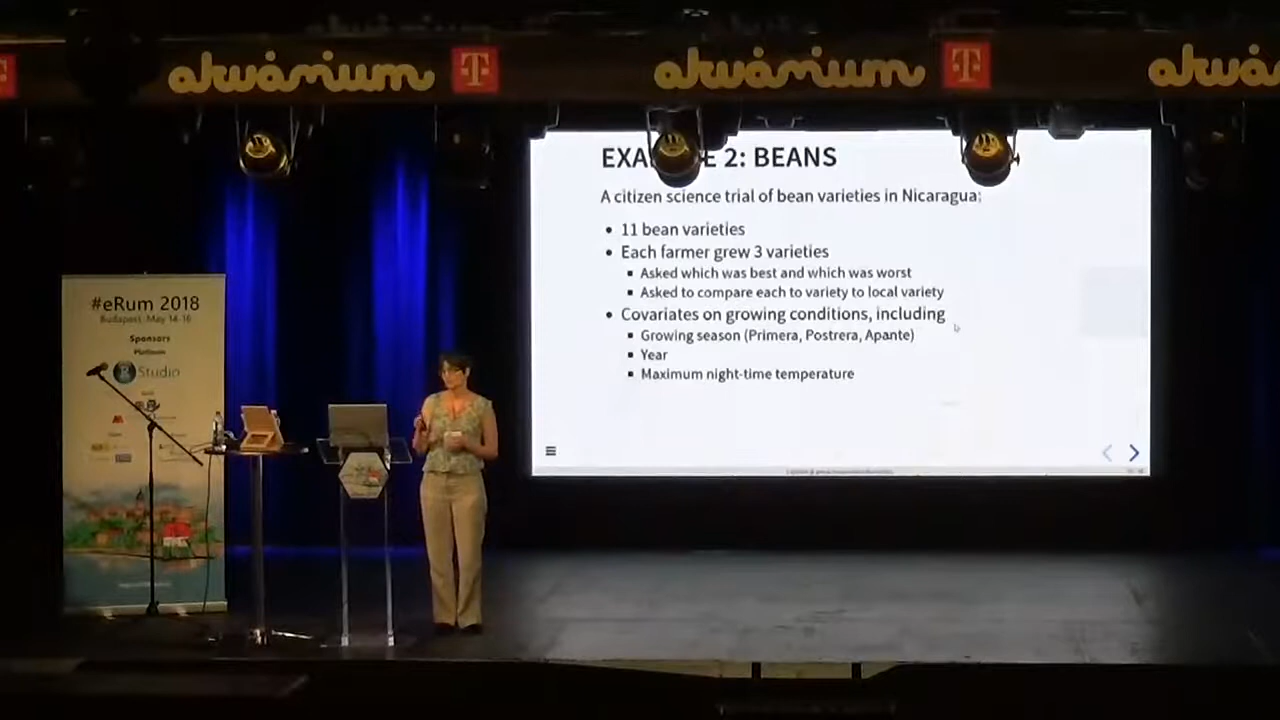 akvárium T
akvárium T
akvá
EXA E 2: BEANS
A citizen science trial of bean varieties in Nicaragua:
11 bean varieties
Each farmer grew 3 varieties
Asked which was best and which was worst
Asked to compare each to variety to local variety
Covariates on growing conditions, including
Growing season (Primera, Postrera, Apante)
Year
Maximum night-time temperature
#eRum 2018
Budapest, May 14-16
Sponsors
Platinum
R Studio